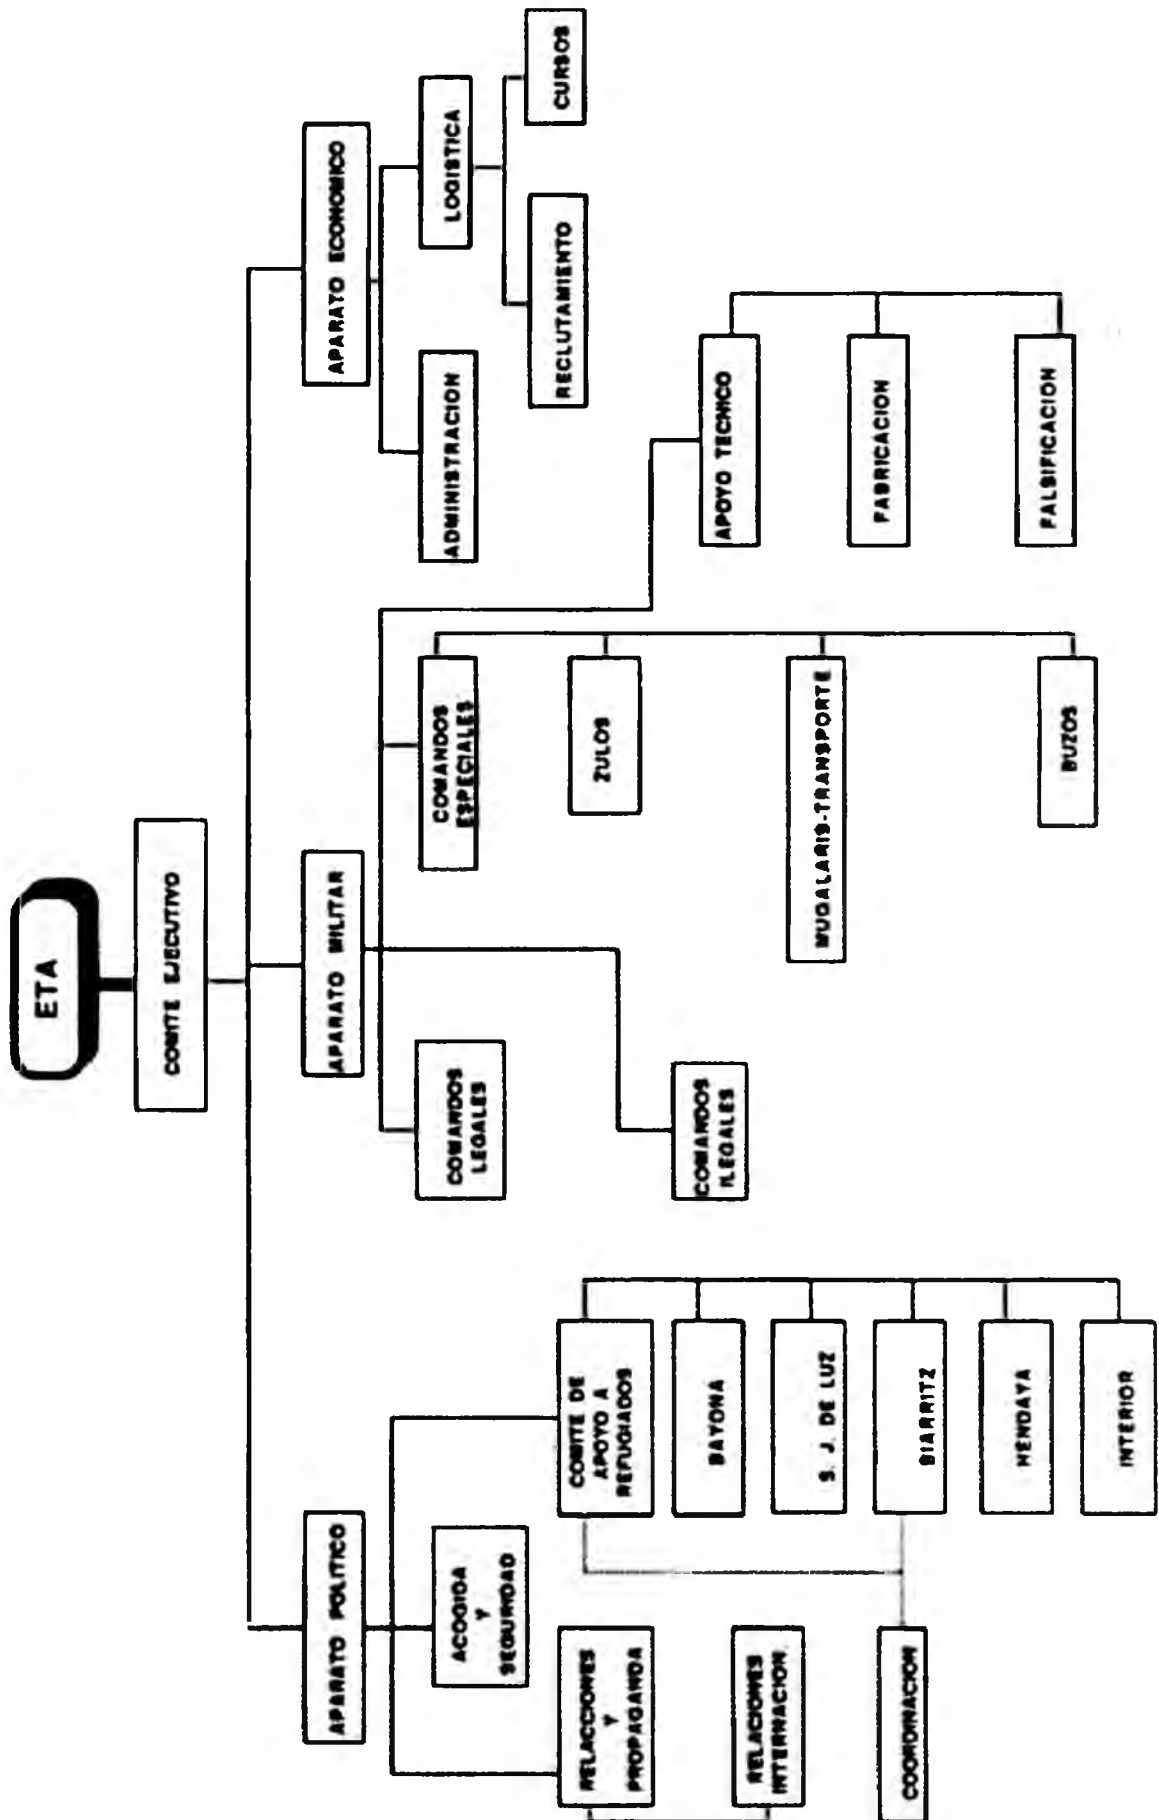 ETA
COMITE EJECUTIVO
APARATO POLITICO
APARATO MILITAR
APARATO ECONOMICO
ACOGIDA
Y
SEGURIDAD
RELACCIONES
Y
PROPAGANDA
COMITE DE
APOYO A
REFUGIADOS
RELACIONES
INTERNACION.
BAYONA
S. J. DE LUZ
COORDINACION
BIARRITZ
HENDAYA
INTERIOR
COMANDOS
LEGALES
COMANDOS
ESPECIALES
COMANDOS
ILEGALES
ZULOS
MUGALARIS-TRANSPORTE
BUZOS
APOYO TECNICO
FABRICACION
FALSIFICACION
ADMINISTRACION
LOGISTICA
RECLUTAMIENTO
CURSOS